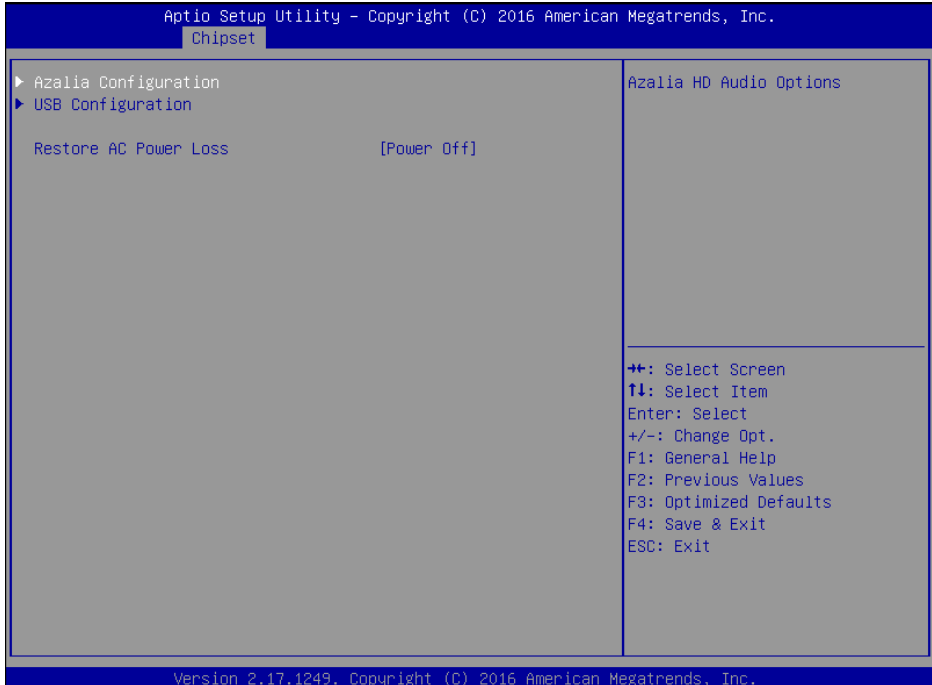 Aptio Setup Utility – Copyright (C) 2016 American Megatrends, Inc.
Chipset
► Azalia Configuration
► USB Configuration
Restore AC Power Loss [Power Off]
Azalia HD Audio Options
→←: Select Screen
↑↓: Select Item
Enter: Select
+/-: Change Opt.
F1: General Help
F2: Previous Values
F3: Optimized Defaults
F4: Save & Exit
ESC: Exit
Version 2.17.1249. Copyright (C) 2016 American Megatrends, Inc.